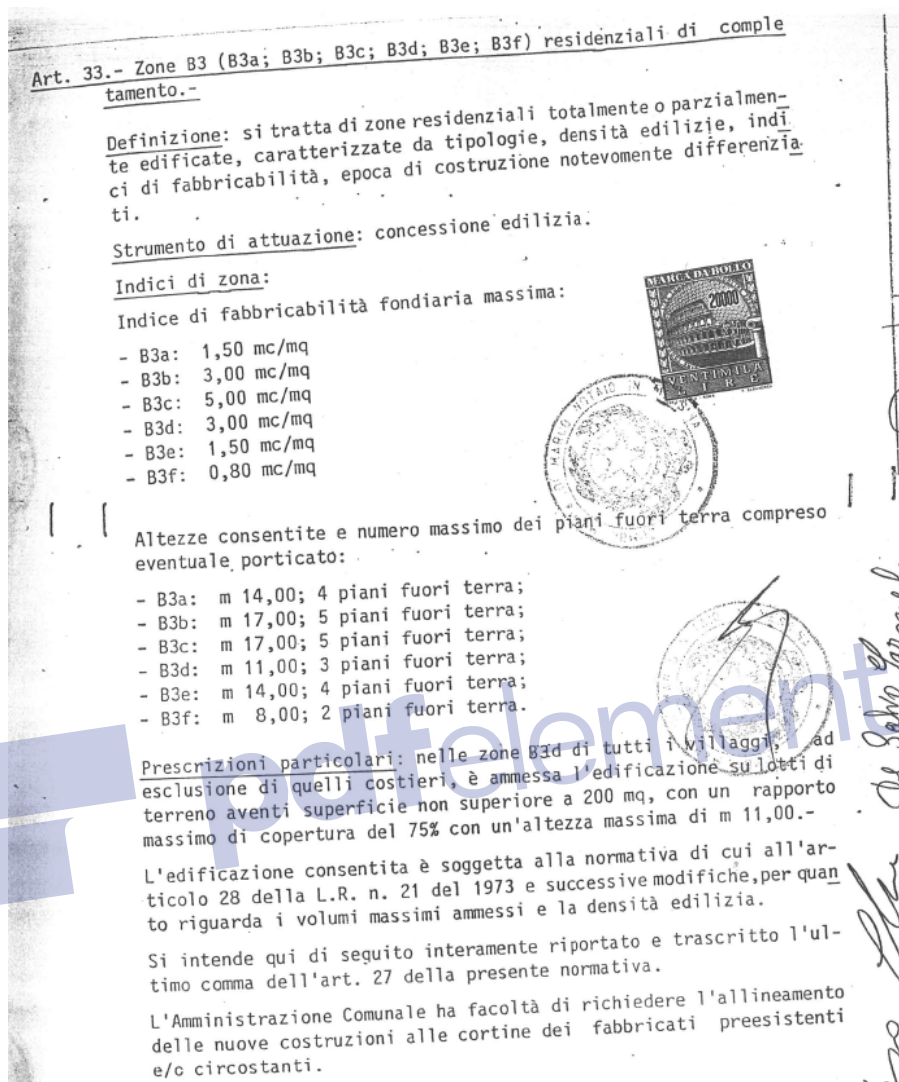 Art. 33.- Zone B3 (B3a; B3b; B3c; B3d; B3e; B3f) residenziali di comple
tamento.-
Definizione: si tratta di zone residenziali totalmente o parzialmen-
te edificate, caratterizzate da tipologie, densità edilizie, indi
ci di fabbricabilità, epoca di costruzione notevomente differenzia
ti.
Strumento di attuazione: concessione edilizia.
Indici di zona:
Indice di fabbricabilità fondiaria massima:
- B3a: 1,50 mc/mq
- B3b: 3,00 mc/mq
- B3c: 5,00 mc/mq
- B3d: 3,00 mc/mq
- B3e: 1,50 mc/mq
- B3f: 0,80 mc/mq
MARCA DA BOLLO
20000
VENTIMILA
LIRE
NOTAIO IN
Altezze consentite e numero massimo dei piani fuori terra compreso
eventuale porticato:
- B3a: m 14,00; 4 piani fuori terra;
- B3b: m 17,00; 5 piani fuori terra;
- B3c: m 17,00; 5 piani fuori terra;
- B3d: m 11,00; 3 piani fuori terra;
- B3e: m 14,00; 4 piani fuori terra;
- B3f: m 8,00; 2 piani fuori terra.
pdfelement
Prescrizioni particolari: nelle zone B3d di tutti i villaggi, ad
esclusione di quelli costieri, è ammessa l'edificazione su lotti di
terreno aventi superficie non superiore a 200 mq, con un rapporto
massimo di copertura del 75% con un'altezza massima di m 11,00.-
L'edificazione consentita è soggetta alla normativa di cui all'ar-
ticolo 28 della L.R. n. 21 del 1973 e successive modifiche,per quan
to riguarda i volumi massimi ammessi e la densità edilizia.
Si intende qui di seguito interamente riportato e trascritto l'ul-
timo comma dell'art. 27 della presente normativa.
L'Amministrazione Comunale ha facoltà di richiedere l'allineamento
delle nuove costruzioni alle cortine dei fabbricati preesistenti
e/o circostanti.